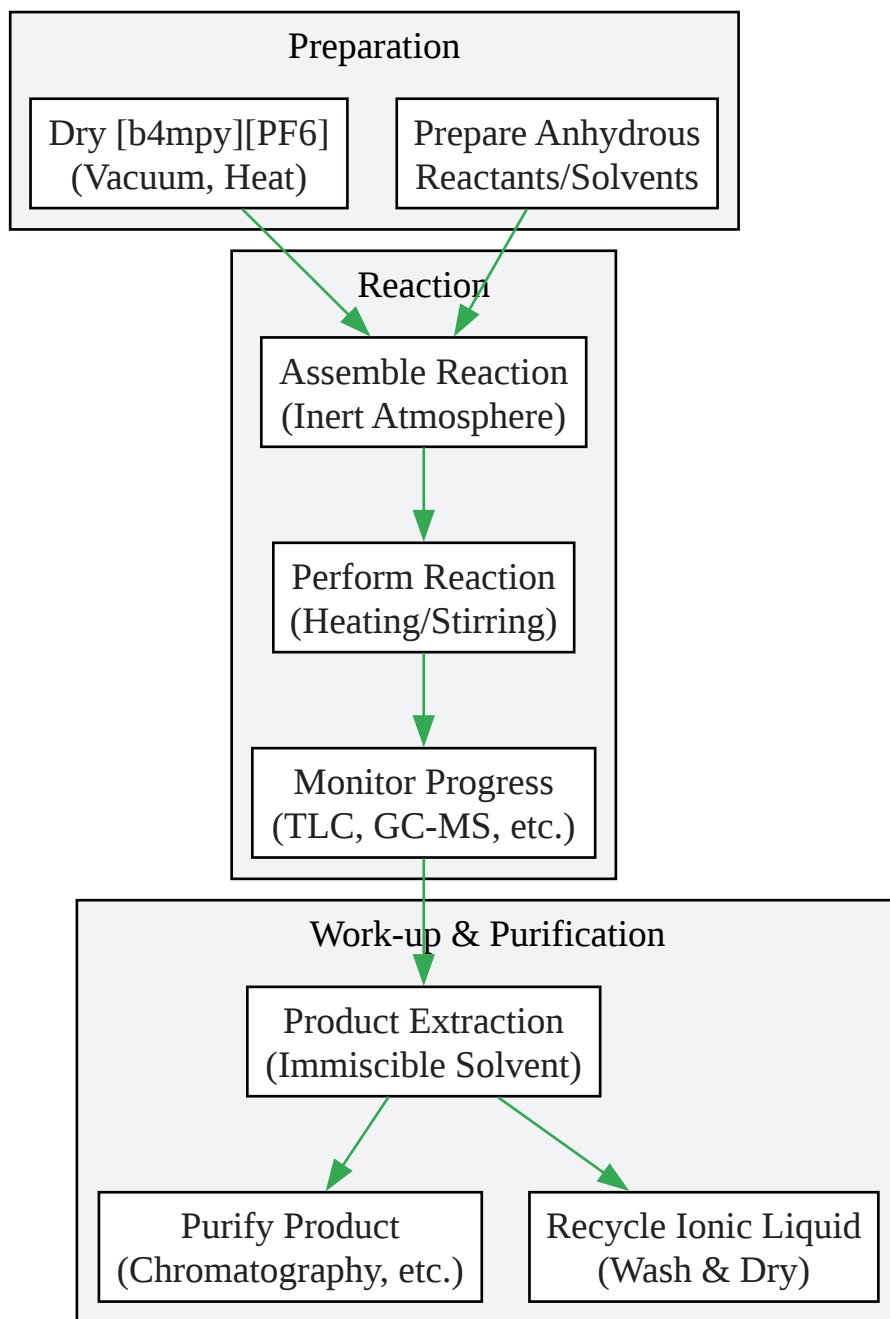 Preparation
Dry [b4mpy][PF6]
(Vacuum, Heat)
Prepare Anhydrous
Reactants/Solvents
Reaction
Assemble Reaction
(Inert Atmosphere)
Perform Reaction
(Heating/Stirring)
Monitor Progress
(TLC, GC-MS, etc.)
Work-up & Purification
Product Extraction
(Immiscible Solvent)
Purify Product
(Chromatography, etc.)
Recycle Ionic Liquid
(Wash & Dry)